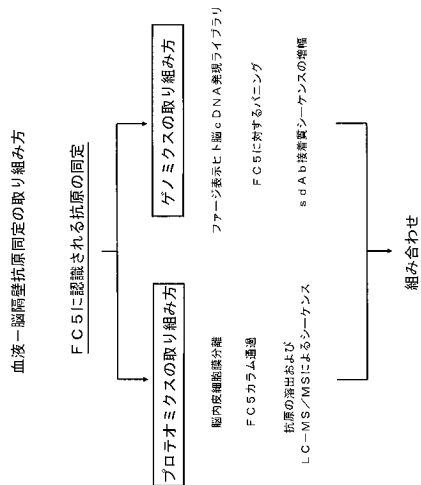 血液－脳隔壁抗原同定の取り組み方
ＦＣ５に認識される抗原の同定
プロテオミクスの取り組み方
脳内皮細胞膜分離
ＦＣ５カラム通過
抗原の溶出および
ＬＣ－ＭＳ／ＭＳによるシーケンス
ゲノミクスの取り組み方
ファージ表示ヒト脳ｃＤＮＡ発現ライブラリ
ＦＣ５に対するパニング
ｓｄＡｂ接着質シーケンスの増幅
組み合わせ